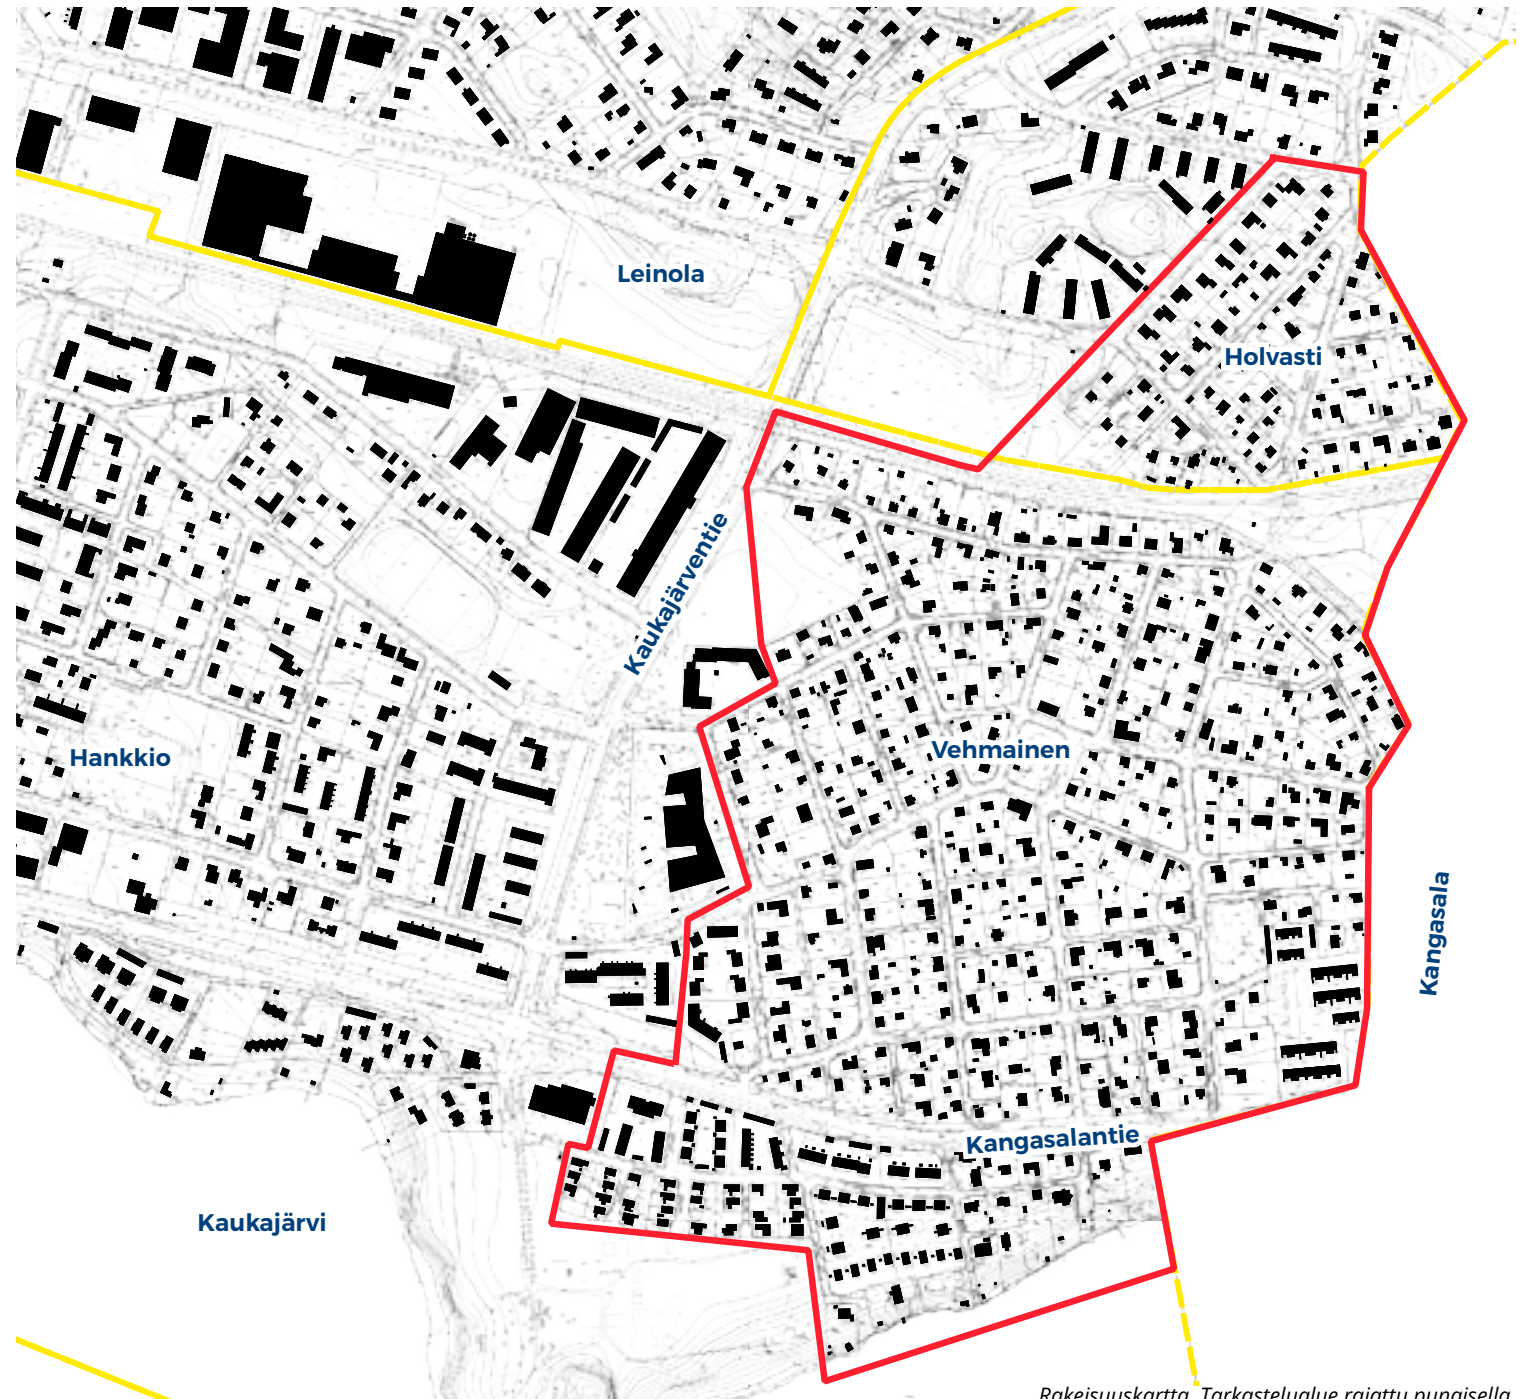 Leinola
Holvasti
Kaukajärventie
Hankkio
Vehmainen
Kangasala
Kangasalantie
Kaukajärvi
Rakeisuuskartta. Tarkastelualue rajattu punaisella